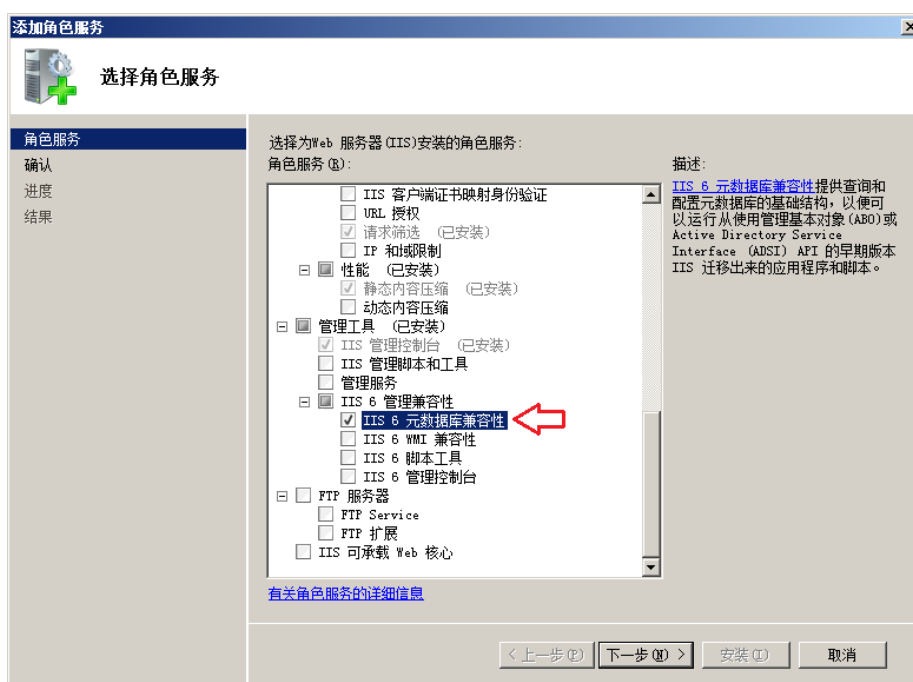 添加角色服务
选择角色服务
角色服务
确认
进度
结果
选择为Web 服务器(IIS)安装的角色服务:
角色服务(R):
IIS 客户端证书映射身份验证
URL 授权
请求筛选 (已安装)
IP 和域限制
性能 (已安装)
静态内容压缩 (已安装)
动态内容压缩
管理工具 (已安装)
IIS 管理控制台 (已安装)
IIS 管理脚本和工具
管理服务
IIS 6 管理兼容性
IIS 6 元数据库兼容性
IIS 6 WMI 兼容性
IIS 6 脚本工具
IIS 6 管理控制台
FTP 服务器
FTP Service
FTP 扩展
IIS 可承载 Web 核心
有关角色服务的详细信息
描述:
IIS 6 元数据库兼容性提供查询和
配置元数据库的基础结构，以便可
以运行从使用管理基本对象(ABO)或
Active Directory Service
Interface (ADSI) API 的早期版本
IIS 迁移出来的应用程序和脚本。
< 上一步(P)
下一步(N) >
安装(I)
取消